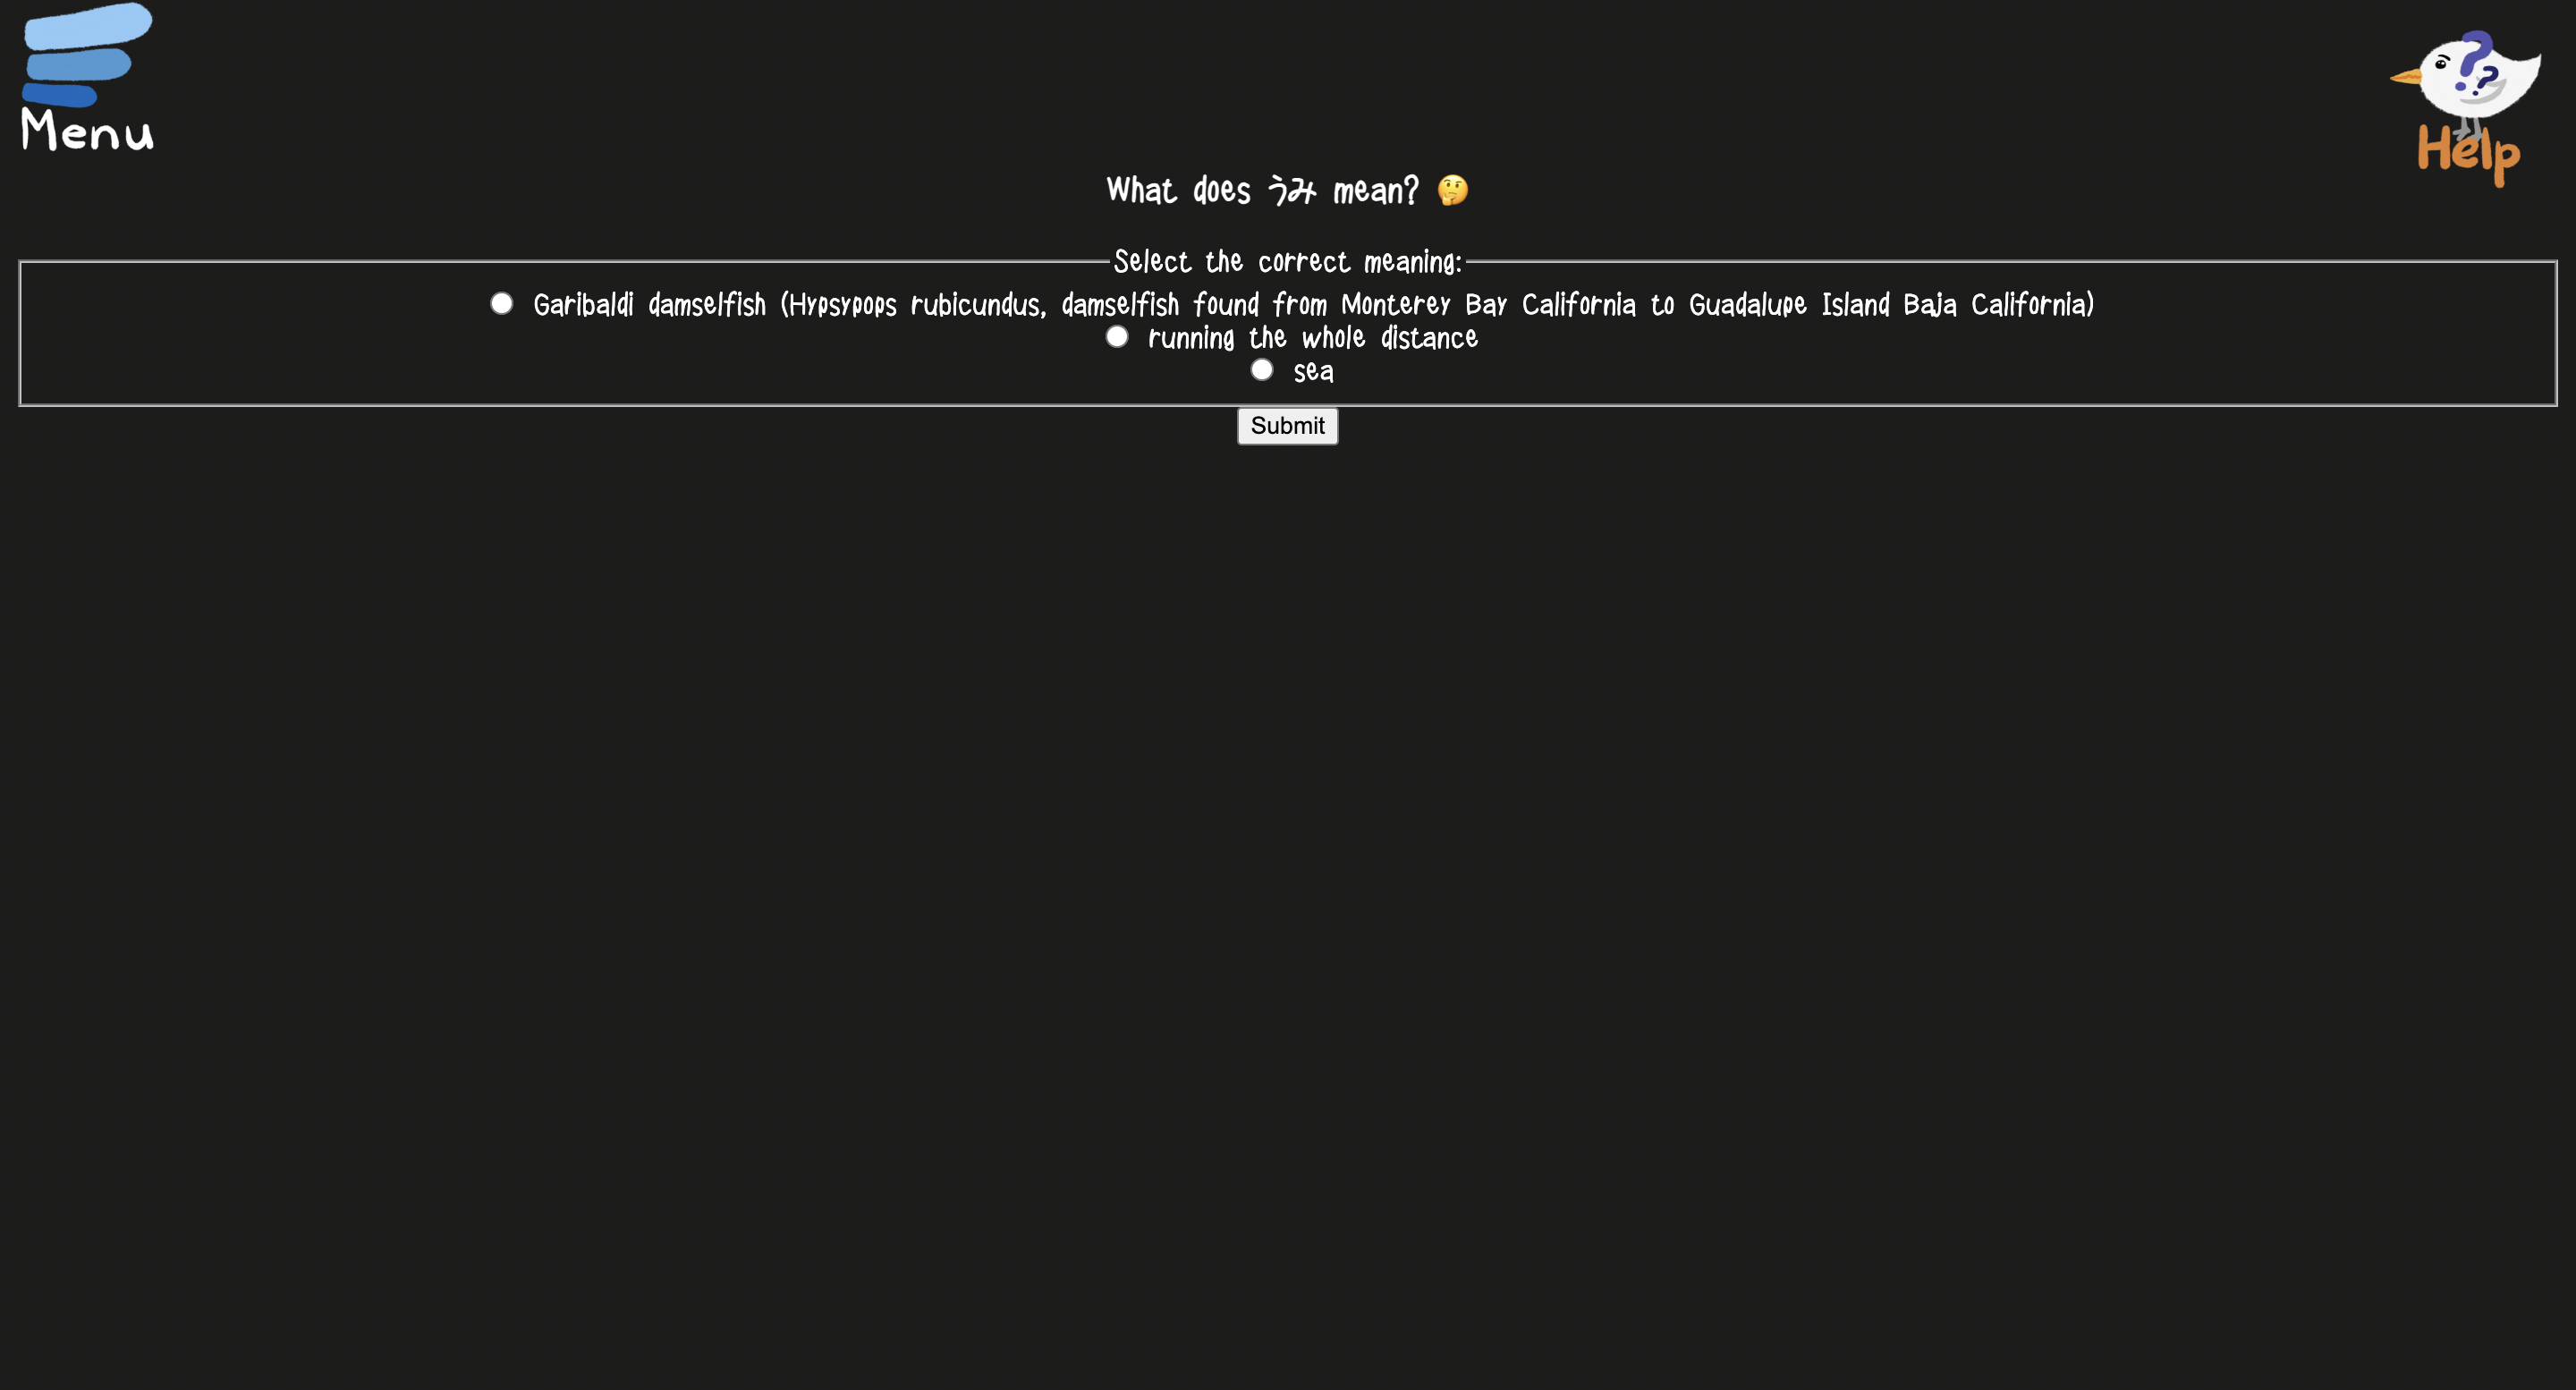 Menu
Help
What does うみ mean? 🤔
Select the correct meaning:
Garibaldi damselfish (Hypsypops rubicundus, damselfish found from Monterey Bay California to Guadalupe Island Baja California)
running the whole distance
sea
Submit